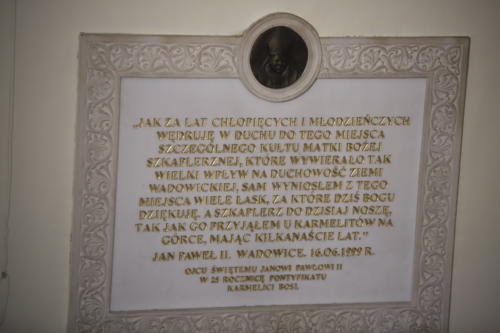 „JAK ZA LAT CHŁOPIĘCYCH I MŁODZIEŃCZYCH
WĘDRUJĘ W DUCHU DO TEGO MIEJSCA
SZCZEGÓLNEGO KULTU MATKI BOŻEJ
SZKAPLERZNEJ, KTÓRE WYWIERAŁO TAK
WIELKI WPŁYW NA DUCHOWOŚĆ ZIEMI
WADOWICKIEJ, SAM WYNIOSŁEM Z TEGO
MIEJSCA WIELE ŁASK, ZA KTÓRE DZIŚ BOGU
DZIĘKUJĘ. A SZKAPLERZ DO DZISIAJ NOSZĘ,
TAK JAK GO PRZYJĄŁEM U KARMELITÓW NA
GÓRCE, MAJĄC KILKANAŚCIE LAT."
JAN PAWEŁ II. WADOWICE. 16.06.1999 R.
OJCU ŚWIĘTEMU JANOWI PAWŁOWI II
W 25 ROCZNICĘ PONTYFIKATU
KARMELICI BOSI.